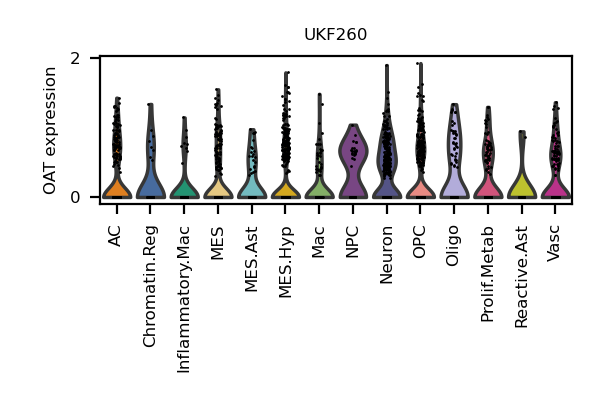 UKF260
OAT expression
2
0
AC
Chromatin.Reg
Inflammatory.Mac
MES
MES.Ast
MES.Hyp
Mac
NPC
Neuron
OPC
Oligo
Prolif.Metab
Reactive.Ast
Vasc